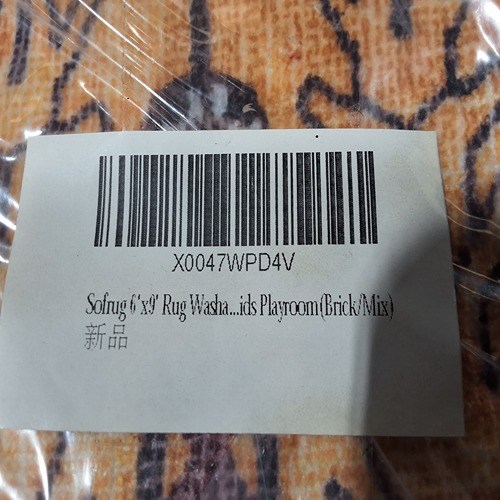 X0047WPD4V
Sofrug 6'x9' Rug Washa...ids Playroom(Brick/Mix)
新品